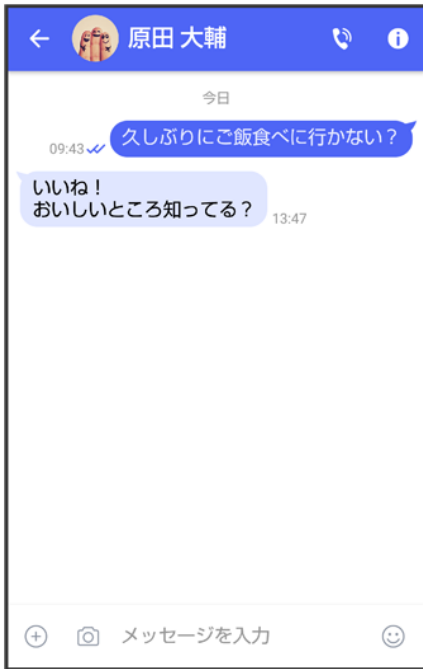 原田 大輔
今日
久しぶりにご飯食べに行かない？
09:43
いいね！
おいしいところ知ってる？
13:47
メッセージを入力